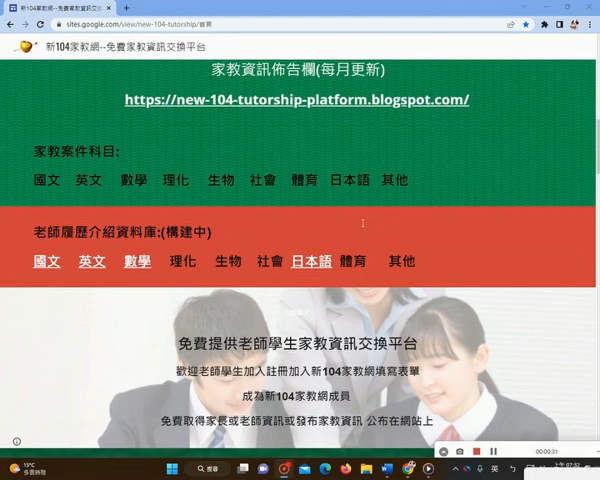 新104家教網--免費家教資訊交換平台
sites.google.com/view/new-104-tutorship/首頁
新104家教網--免費家教資訊交換平台
家教資訊佈告欄(每月更新)
https://new-104-tutorship-platform.blogspot.com/
家教案件科目:
國文 英文 數學 理化 生物 社會 體育 日本語 其他
老師履歷介紹資料庫:(構建中)
國文 英文 數學 理化 生物 社會 日本語 體育 其他
免費提供老師學生家教資訊交換平台
歡迎老師學生加入註冊加入新104家教網填寫表單
成為新104家教網成員
免費取得家長或老師資訊或發布家教資訊 公布在網站上
00:00:31
15°C
多雲時晴
搜尋
英
上午 07:32